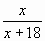 x
x + 18